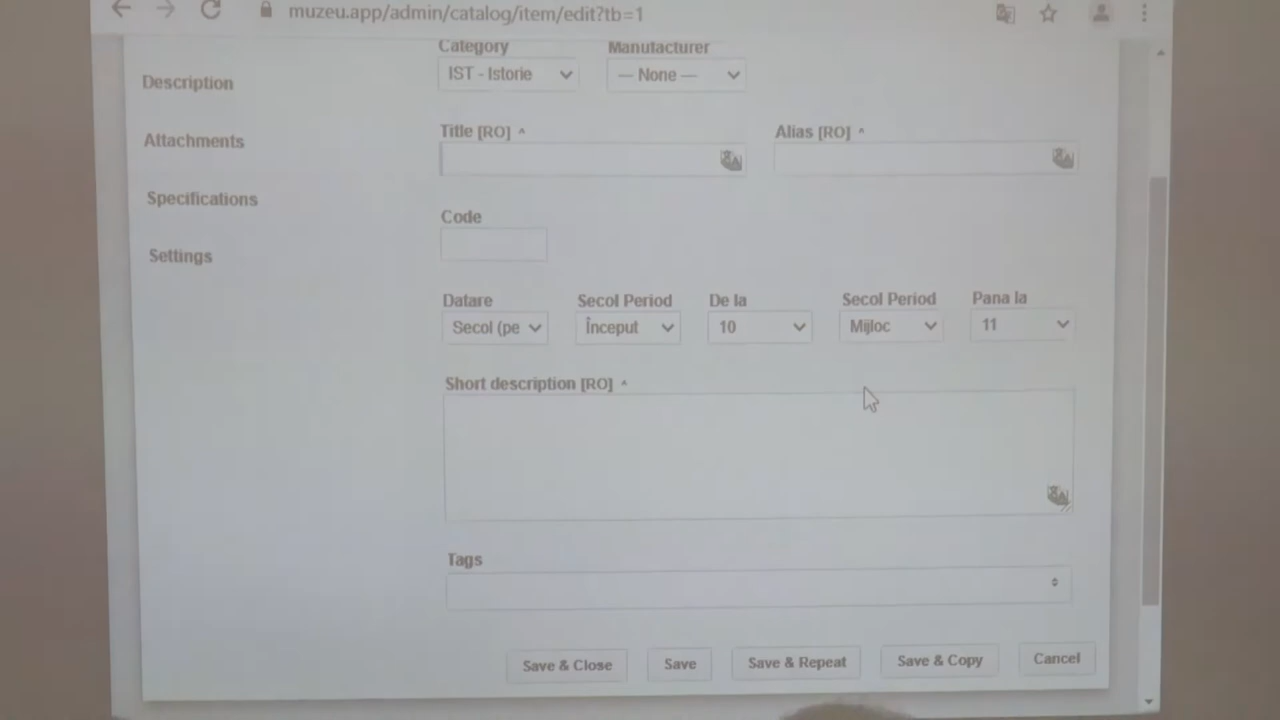 muzeu.app/admin/catalog/item/edit?tb=1
Category Manufacturer
IST - Istorie — None —
Description
Attachments
Specifications
Settings
Title [RO] ^ Alias [RO] ^
Code
Datare Secol Period De la Secol Period Pana la
Secol (pe Început 10 Mijloc 11
Short description [RO] ^
Tags
Save & Close Save Save & Repeat Save & Copy Cancel